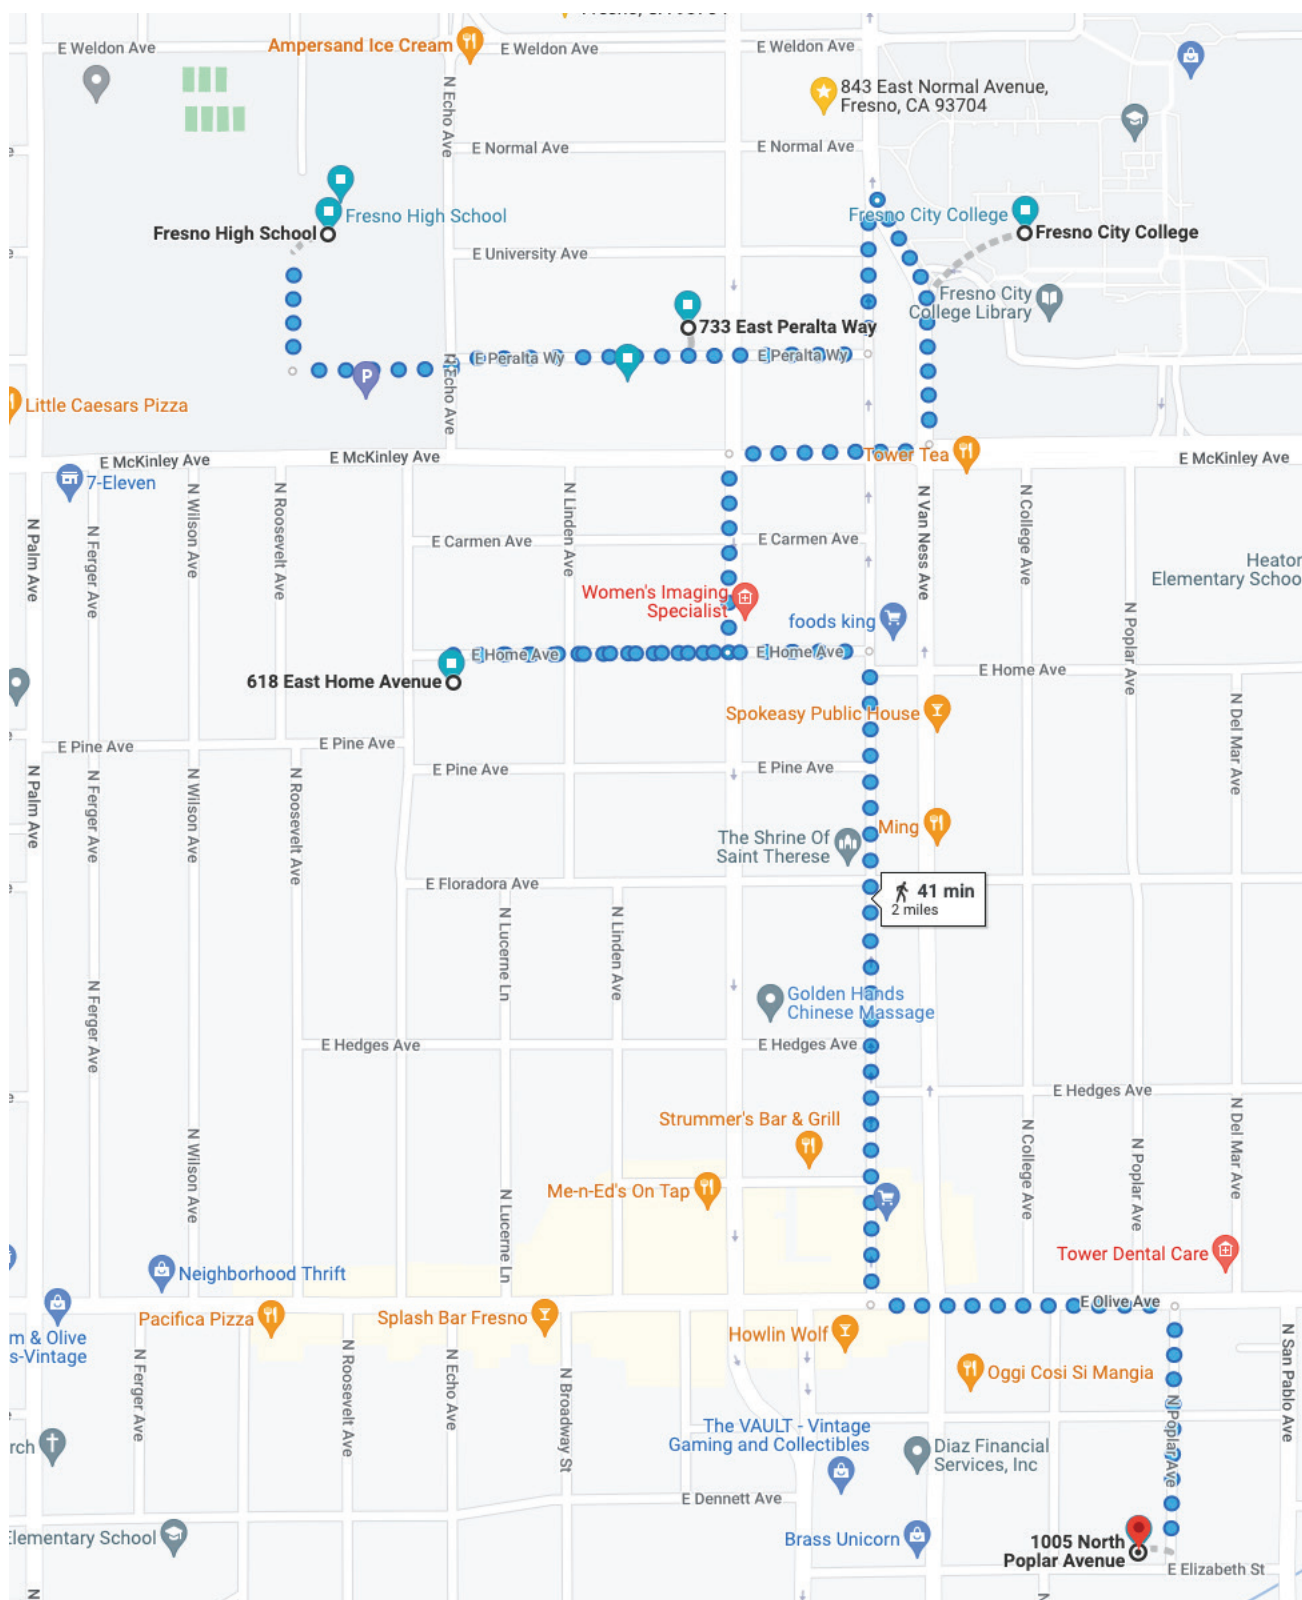 E Weldon Ave
Ampersand Ice Cream
E Weldon Ave
E Weldon Ave
843 East Normal Avenue,
Fresno, CA 93704
N Echo Ave
E Normal Ave
E Normal Ave
Fresno High School
Fresno High School
Fresno City College
Fresno City College
E University Ave
Fresno City
College Library
733 East Peralta Way
E Peralta Wy
E Peralta Wy
P
N Echo Ave
Little Caesars Pizza
E McKinley Ave
E McKinley Ave
Tower Tea
E McKinley Ave
7-Eleven
N Palm Ave
N Ferger Ave
N Wilson Ave
N Roosevelt Ave
N Linden Ave
N Van Ness Ave
N College Ave
E Carmen Ave
E Carmen Ave
Heaton
Elementary Schoo
Women's Imaging
Specialist
foods king
N Poplar Ave
E Home Ave
E Home Ave
E Home Ave
618 East Home Avenue
Spokeasy Public House
N Del Mar Ave
E Pine Ave
E Pine Ave
E Pine Ave
E Pine Ave
N Palm Ave
N Ferger Ave
N Wilson Ave
N Roosevelt Ave
The Shrine Of
Saint Therese
Ming
E Floradora Ave
41 min
2 miles
N Lucerne Ln
N Linden Ave
N Ferger Ave
Golden Hands
Chinese Massage
E Hedges Ave
E Hedges Ave
E Hedges Ave
Strummer's Bar & Grill
N Wilson Ave
N College Ave
N Poplar Ave
N Del Mar Ave
Me-n-Ed's On Tap
N Lucerne Ln
Tower Dental Care
Neighborhood Thrift
E Olive Ave
Pacifica Pizza
Splash Bar Fresno
Howlin Wolf
m & Olive
s-Vintage
N Ferger Ave
N Roosevelt Ave
N Echo Ave
N Broadway St
Oggi Cosi Si Mangia
N San Pablo Ave
The VAULT - Vintage
Gaming and Collectibles
N Poplar Ave
rch
Diaz Financial
Services, Inc
E Dennett Ave
Elementary School
Brass Unicorn
1005 North
Poplar Avenue
E Elizabeth St
N
N